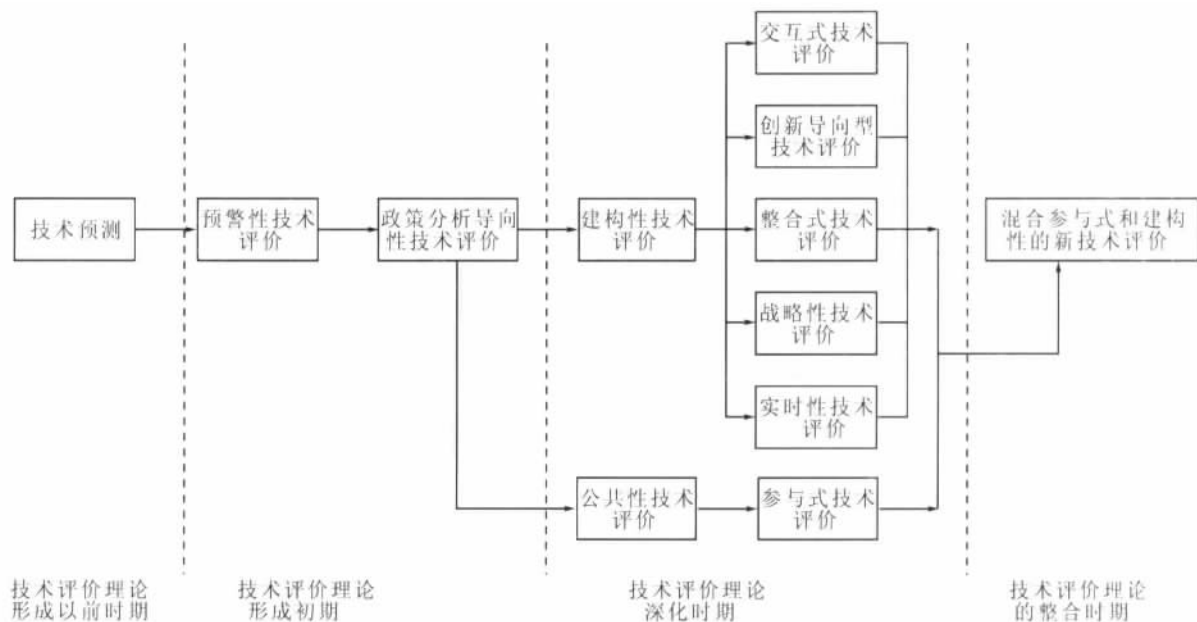 交互式技术
评价
创新导向型
技术评价
技术预测
预警性技术
评价
政策分析导向
性技术评价
建构性技术
评价
整合式技术
评价
混合参与式和建构
性的新技术评价
战略性技术
评价
实时性技术
评价
公共性技术
评价
参与式技术
评价
技术评价理论
形成以前时期
技术评价理论
形成初期
技术评价理论
深化时期
技术评价理论
的整合时期